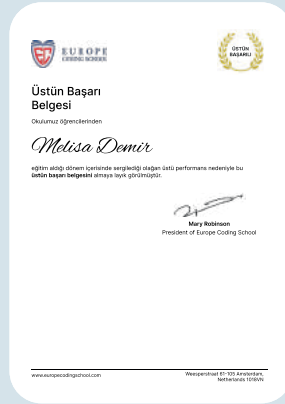 EUROPE
CODING SCHOOL
ÜSTÜN
BAŞARILI
Üstün Başarı
Belgesi
Okulumuz öğrencilerinden
Melisa Demir
eğitim aldığı dönem içerisinde sergilediği olağan üstü performans nedeniyle bu
üstün başarı belgesini almaya layık görülmüştür.
Mary Robinson
President of Europe Coding School
www.europecodingschool.com
Weesperstraat 61-105 Amsterdam,
Netherlands 1018VN